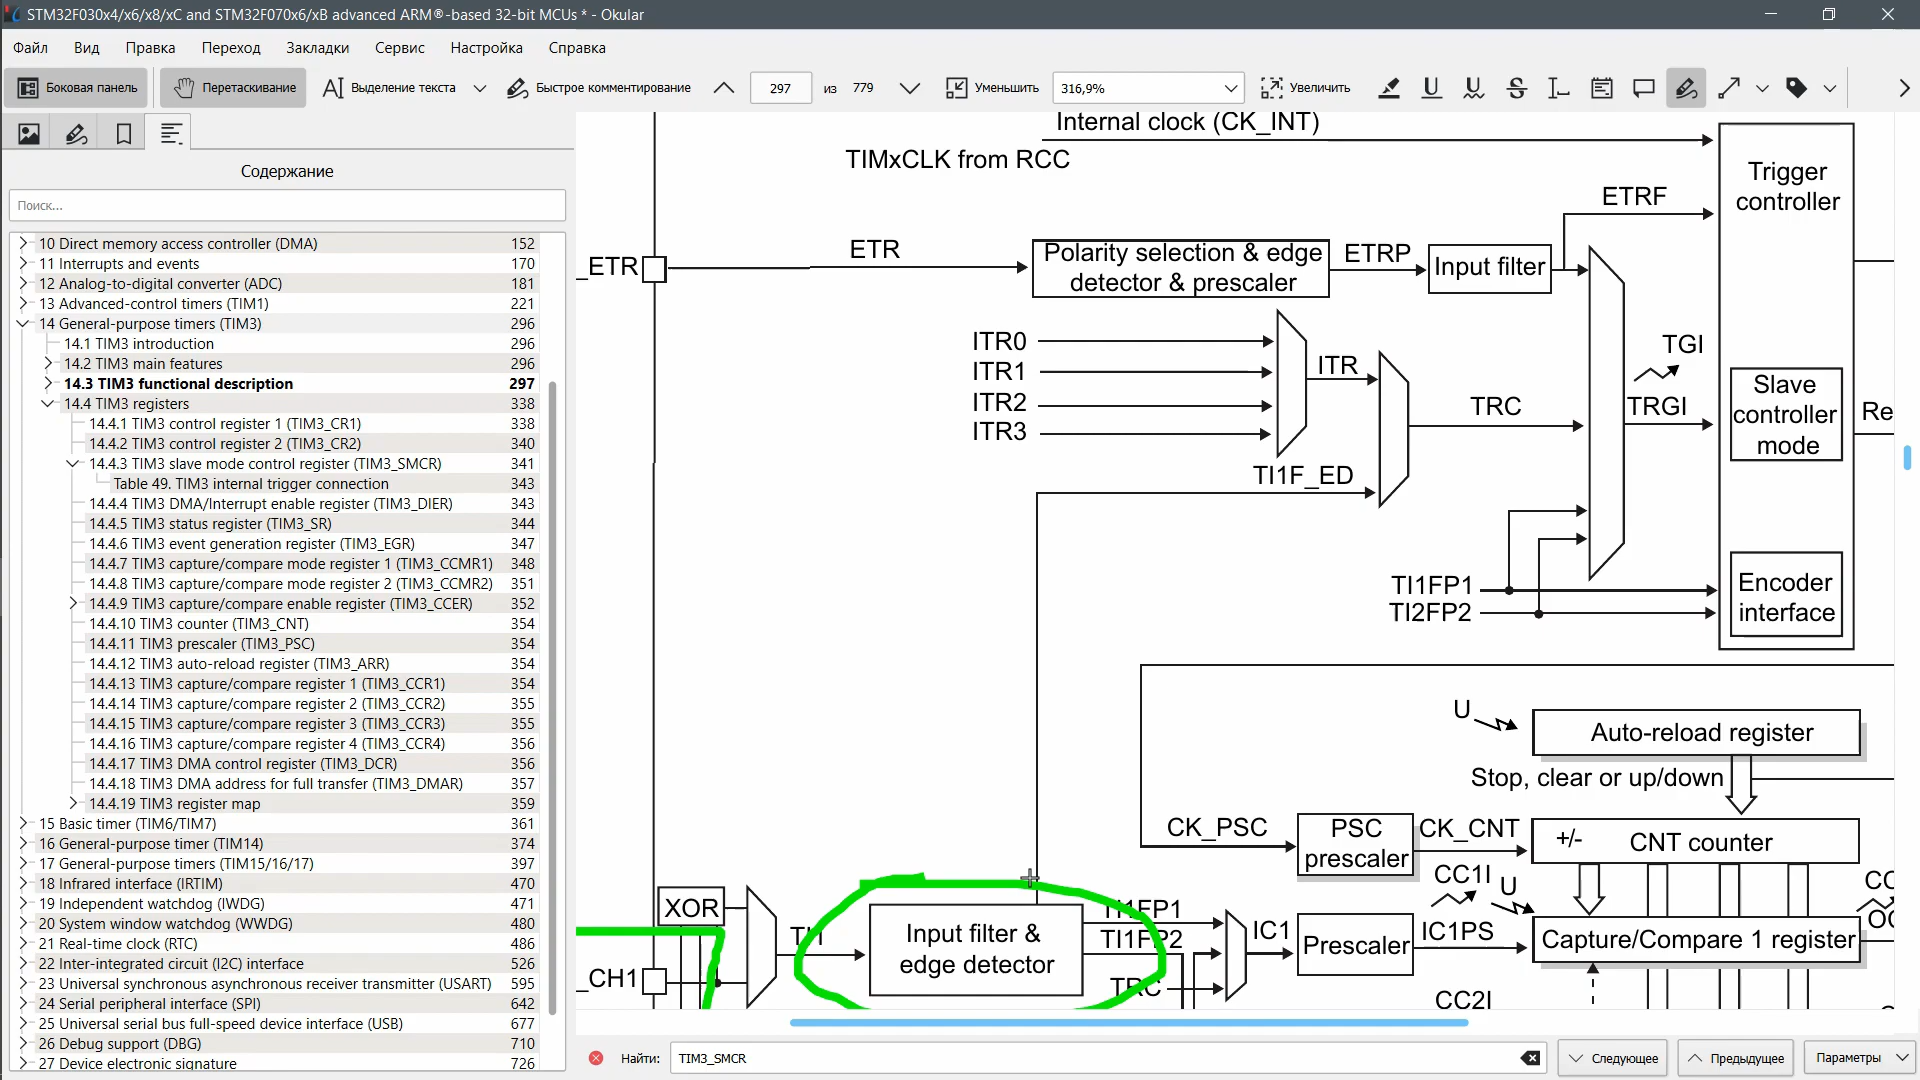 STM32F030x4/x6/x8/xC and STM32F070x6/xB advanced ARM®-based 32-bit MCUs * - Okular
Файл Вид Правка Переход Закладки Сервис Настройка Справка
Боковая панель Перетаскивание Выделение текста Быстрое комментирование 297 из 779 Уменьшить 316,9% Увеличить
Содержание
Поиск...
10 Direct memory access controller (DMA) 152
11 Interrupts and events 170
12 Analog-to-digital converter (ADC) 181
13 Advanced-control timers (TIM1) 221
14 General-purpose timers (TIM3) 296
14.1 TIM3 introduction 296
14.2 TIM3 main features 296
14.3 TIM3 functional description 297
14.4 TIM3 registers 338
14.4.1 TIM3 control register 1 (TIM3_CR1) 338
14.4.2 TIM3 control register 2 (TIM3_CR2) 340
14.4.3 TIM3 slave mode control register (TIM3_SMCR) 341
Table 49. TIM3 internal trigger connection 343
14.4.4 TIM3 DMA/Interrupt enable register (TIM3_DIER) 343
14.4.5 TIM3 status register (TIM3_SR) 344
14.4.6 TIM3 event generation register (TIM3_EGR) 347
14.4.7 TIM3 capture/compare mode register 1 (TIM3_CCMR1) 348
14.4.8 TIM3 capture/compare mode register 2 (TIM3_CCMR2) 351
14.4.9 TIM3 capture/compare enable register (TIM3_CCER) 352
14.4.10 TIM3 counter (TIM3_CNT) 354
14.4.11 TIM3 prescaler (TIM3_PSC) 354
14.4.12 TIM3 auto-reload register (TIM3_ARR) 354
14.4.13 TIM3 capture/compare register 1 (TIM3_CCR1) 354
14.4.14 TIM3 capture/compare register 2 (TIM3_CCR2) 355
14.4.15 TIM3 capture/compare register 3 (TIM3_CCR3) 355
14.4.16 TIM3 capture/compare register 4 (TIM3_CCR4) 356
14.4.17 TIM3 DMA control register (TIM3_DCR) 356
14.4.18 TIM3 DMA address for full transfer (TIM3_DMAR) 357
14.4.19 TIM3 register map 359
15 Basic timer (TIM6/TIM7) 361
16 General-purpose timer (TIM14) 374
17 General-purpose timers (TIM15/16/17) 397
18 Infrared interface (IRTIM) 470
19 Independent watchdog (IWDG) 471
20 System window watchdog (WWDG) 480
21 Real-time clock (RTC) 486
22 Inter-integrated circuit (I2C) interface 526
23 Universal synchronous asynchronous receiver transmitter (USART) 595
24 Serial peripheral interface (SPI) 642
25 Universal serial bus full-speed device interface (USB) 677
26 Debug support (DBG) 710
27 Device electronic signature 726
Internal clock (CK_INT)
TIMxCLK from RCC
Trigger
controller
ETRF
_ETR
ETR
Polarity selection & edge
detector & prescaler
ETRP
Input filter
ITR0
ITR1
ITR2
ITR3
ITR
TGI
TRC
TRGI
Slave
controller
mode
Re
TI1F_ED
TI1FP1
TI2FP2
Encoder
interface
U
Auto-reload register
Stop, clear or up/down
CK_PSC
PSC
prescaler
CK_CNT
+/-
CNT counter
CC1I
U
CC
OC
XOR
TI1
Input filter &
edge detector
TI1FP1
TI1FP2
TRC
IC1
Prescaler
IC1PS
Capture/Compare 1 register
_CH1
CC2I
Найти: TIM3_SMCR Следующее Предыдущее Параметры